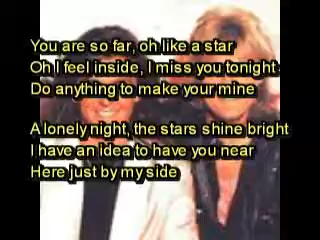 You are so far, oh like a star
Oh I feel inside, I miss you tonight
Do anything to make your mine
A lonely night, the stars shine bright
I have an idea to have you near
Here just by my side